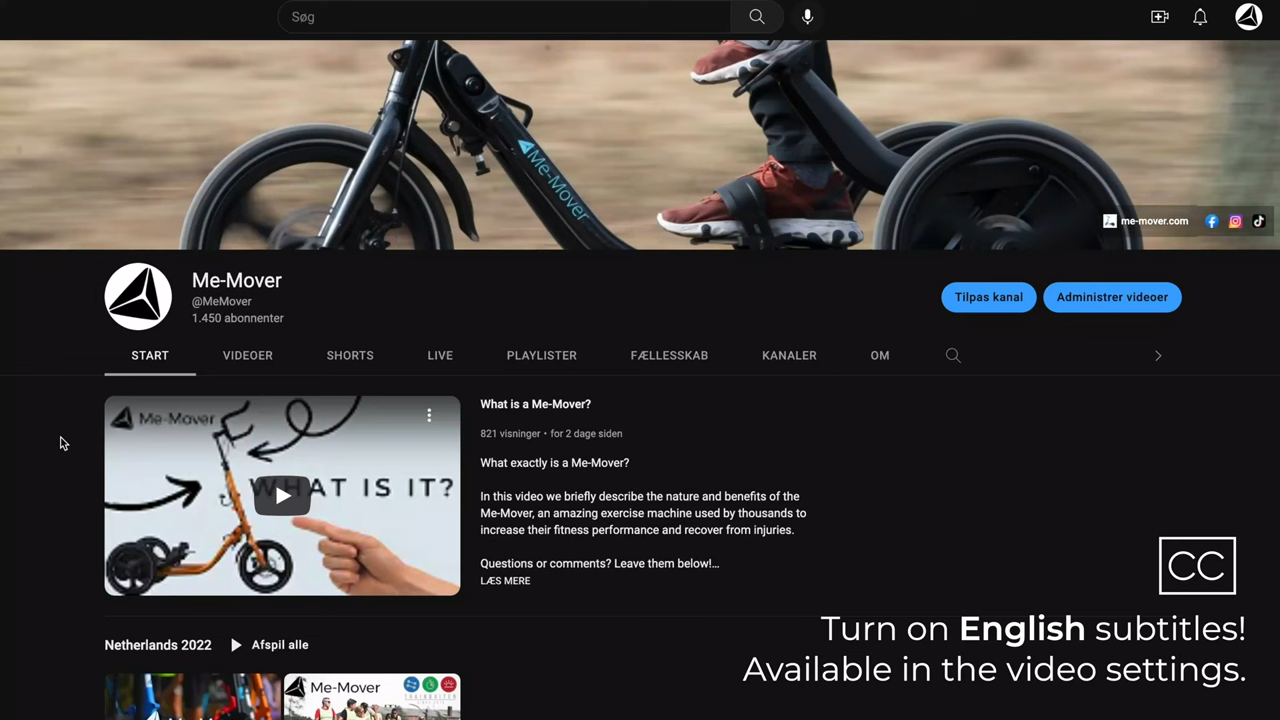 Søg
Me-Mover
me-mover.com
Me-Mover
@MeMover
1.450 abonnenter
Tilpas kanal
Administrer videoer
START
VIDEOER
SHORTS
LIVE
PLAYLISTER
FÆLLESSKAB
KANALER
OM
Me-Mover
WHAT IS IT?
What is a Me-Mover?
821 visninger • for 2 dage siden
What exactly is a Me-Mover?
In this video we briefly describe the nature and benefits of the
Me-Mover, an amazing exercise machine used by thousands to
increase their fitness performance and recover from injuries.
Questions or comments? Leave them below!...
LÆS MERE
CC
Turn on English subtitles!
Available in the video settings.
Netherlands 2022
Afspil alle
Me-Mover